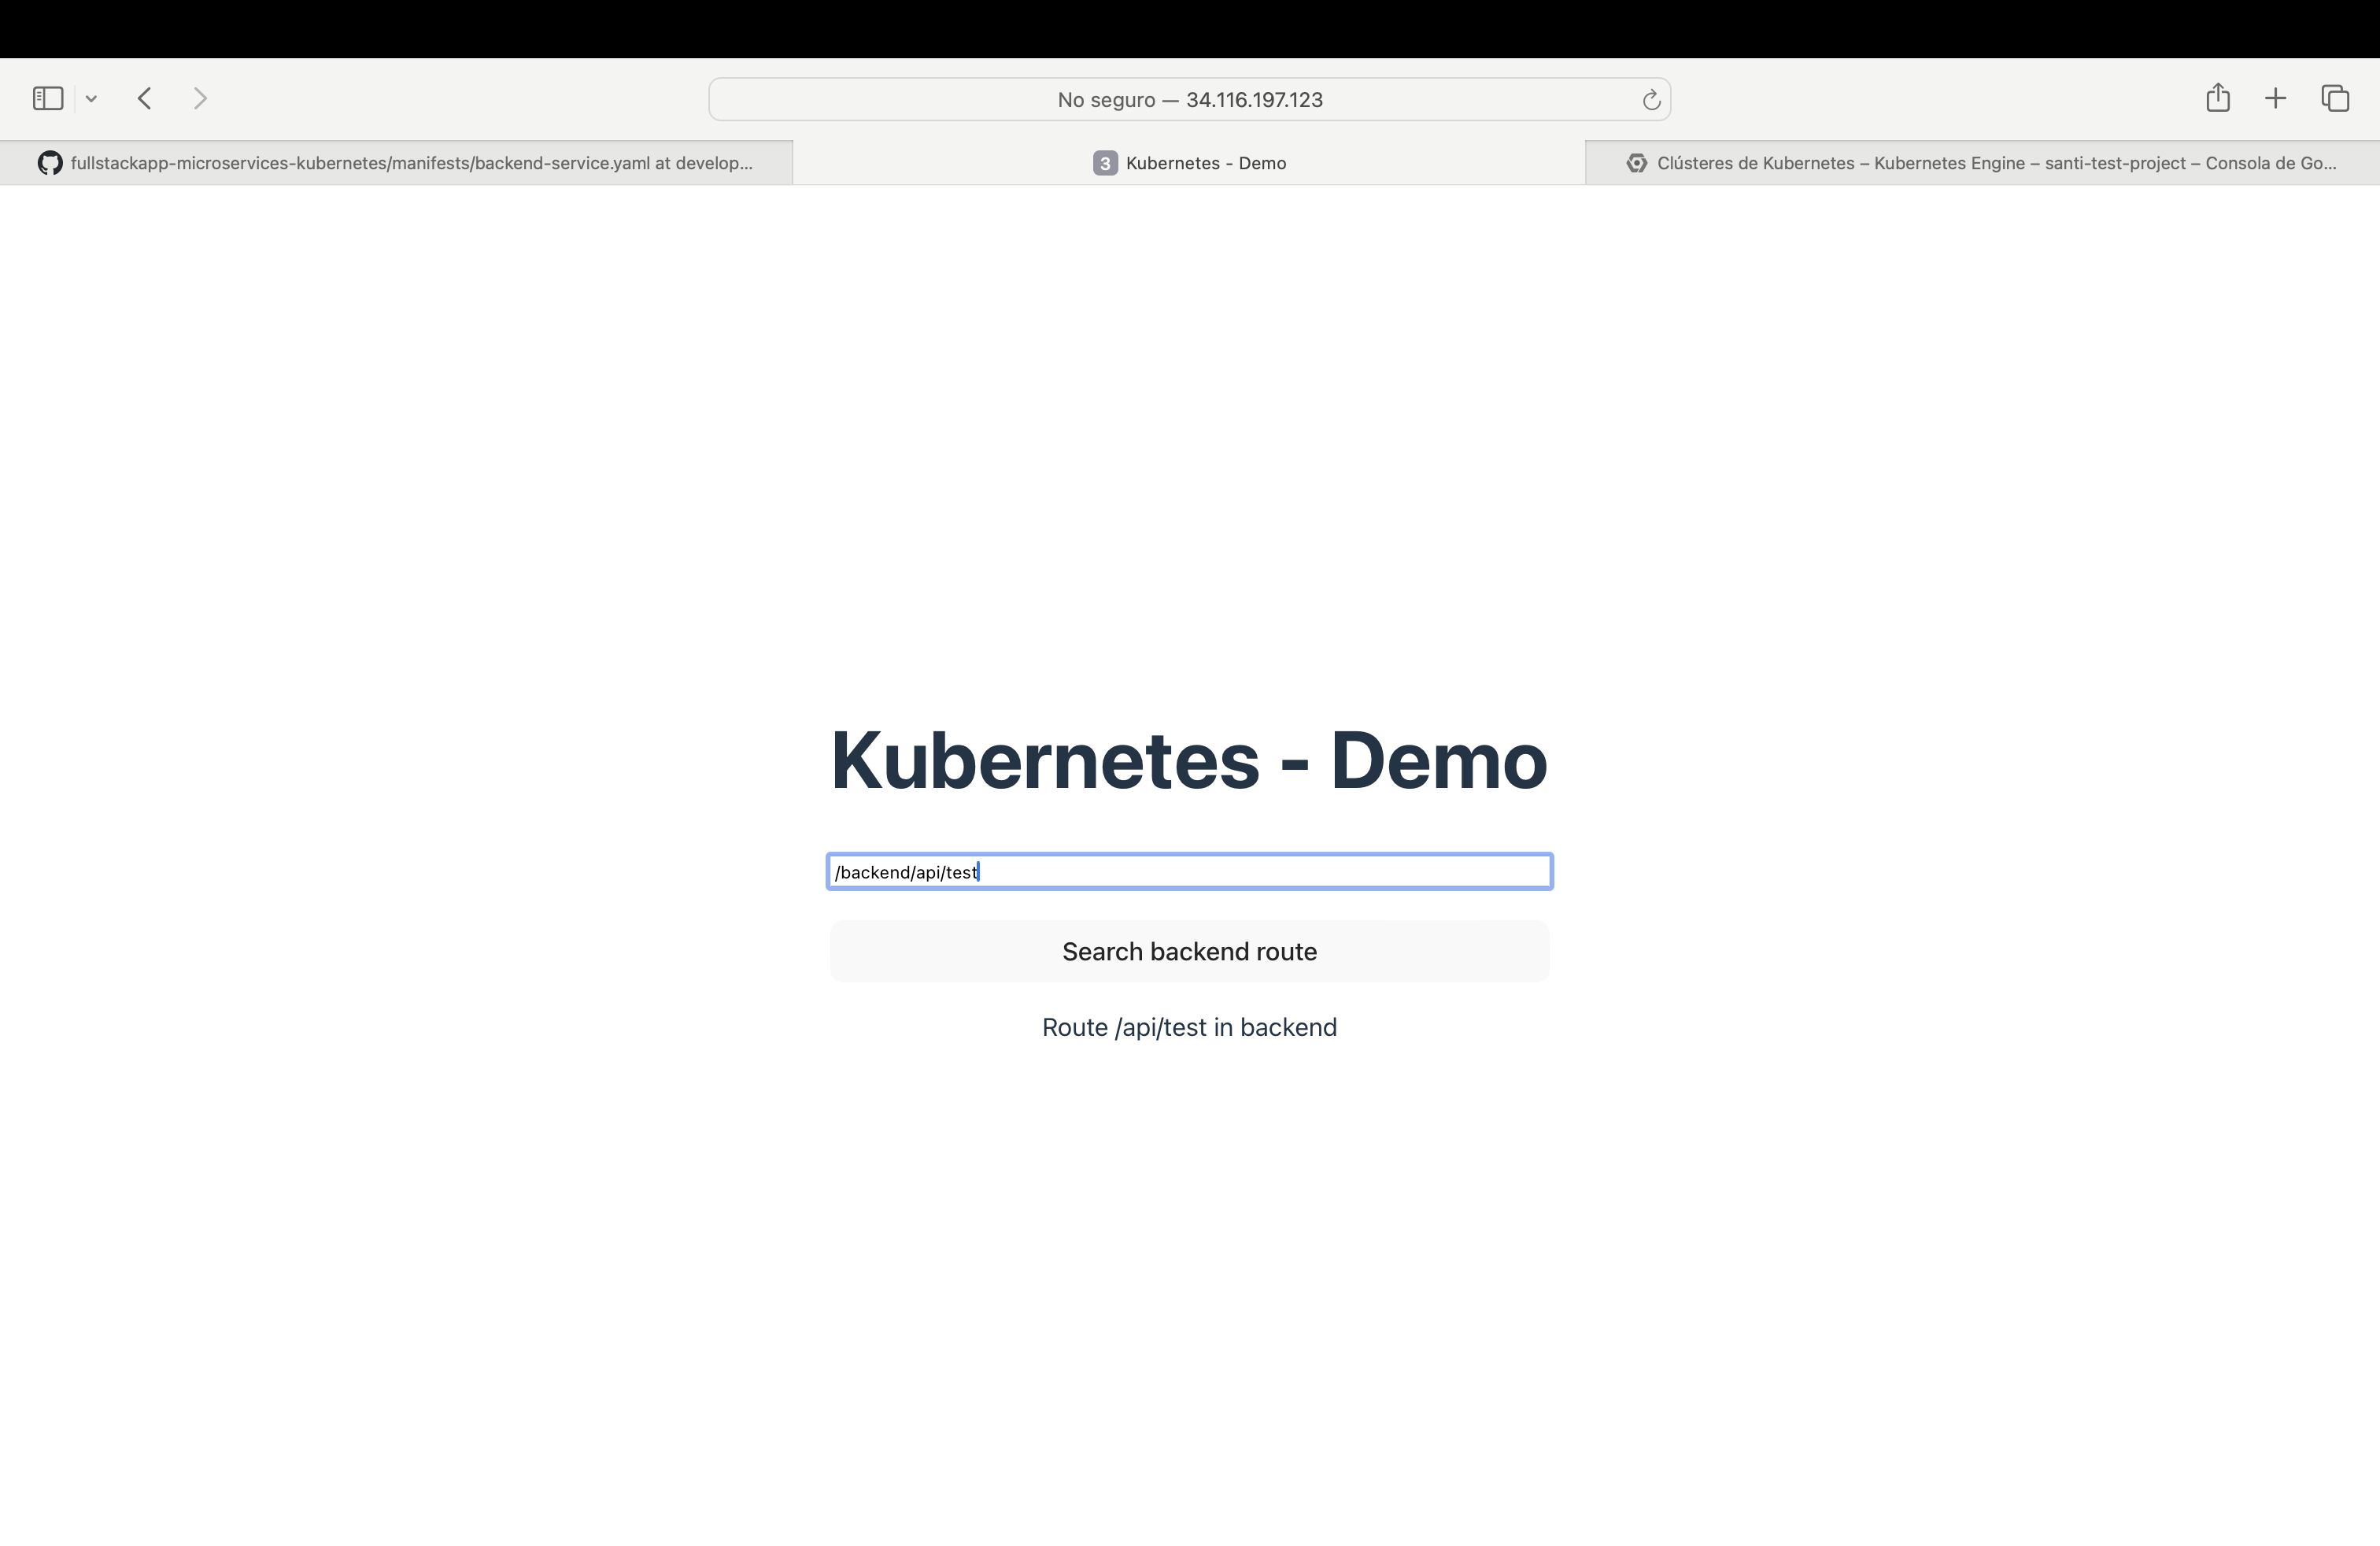 No seguro — 34.116.197.123
fullstackapp-microservices-kubernetes/manifests/backend-service.yaml at develop...
3 Kubernetes - Demo
Clústeres de Kubernetes – Kubernetes Engine – santi-test-project – Consola de Go...
Kubernetes - Demo
/backend/api/test
Search backend route
Route /api/test in backend